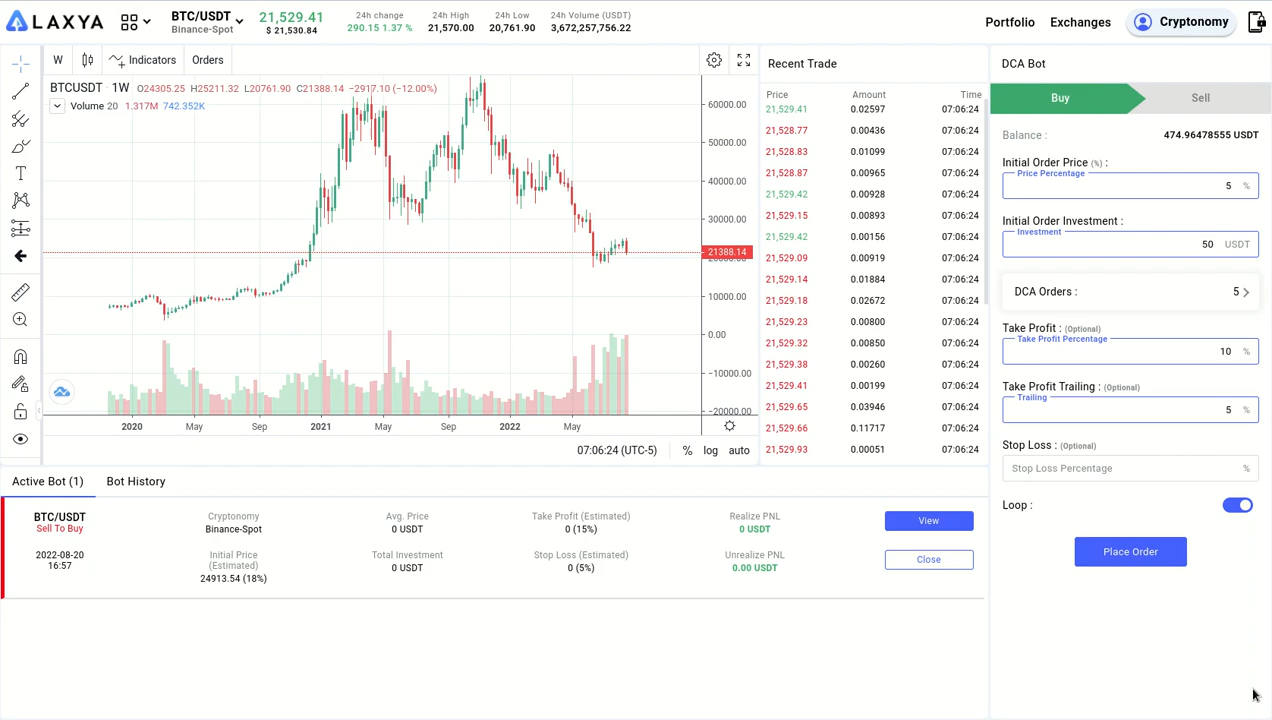 LAXYA
BTC/USDT
Binance-Spot
21,529.41
$ 21,530.84
24h change
290.15 1.37 %
24h High
21,570.00
24h Low
20,761.90
24h Volume (USDT)
3,672,257,756.22
Portfolio
Exchanges
Cryptonomy
W
Indicators
Orders
BTCUSDT 1W O24305.25 H25211.32 L20761.90 C21388.14 −2917.10 (−12.00%)
Volume 20 1.317M 742.352K
60000.00
50000.00
40000.00
30000.00
21388.14
20000.00
10000.00
0.00
−10000.00
−20000.00
2020 May Sep 2021 May Sep 2022 May
07:06:24 (UTC-5) % log auto
Recent Trade
Price Amount Time
21,529.41 0.02597 07:06:24
21,528.77 0.00436 07:06:24
21,528.83 0.01099 07:06:24
21,528.87 0.00965 07:06:24
21,529.42 0.00928 07:06:24
21,529.15 0.00893 07:06:24
21,529.42 0.00156 07:06:24
21,529.09 0.00919 07:06:24
21,529.14 0.01884 07:06:24
21,529.18 0.02672 07:06:24
21,529.23 0.00800 07:06:24
21,529.32 0.00850 07:06:24
21,529.38 0.00260 07:06:24
21,529.41 0.00199 07:06:24
21,529.65 0.03946 07:06:24
21,529.66 0.11717 07:06:24
21,529.93 0.00051 07:06:24
DCA Bot
Buy Sell
Balance : 474.96478555 USDT
Initial Order Price (%) :
Price Percentage
5 %
Initial Order Investment :
Investment
50 USDT
DCA Orders : 5
Take Profit : (Optional)
Take Profit Percentage
10 %
Take Profit Trailing : (Optional)
Trailing
5 %
Stop Loss : (Optional)
Stop Loss Percentage %
Loop :
Place Order
Active Bot (1) Bot History
BTC/USDT
Sell To Buy
2022-08-20
16:57
Cryptonomy
Binance-Spot
Initial Price
(Estimated)
24913.54 (18%)
Avg. Price
0 USDT
Total Investment
0 USDT
Take Profit (Estimated)
0 (15%)
Stop Loss (Estimated)
0 (5%)
Realize PNL
0 USDT
Unrealize PNL
0.00 USDT
View
Close